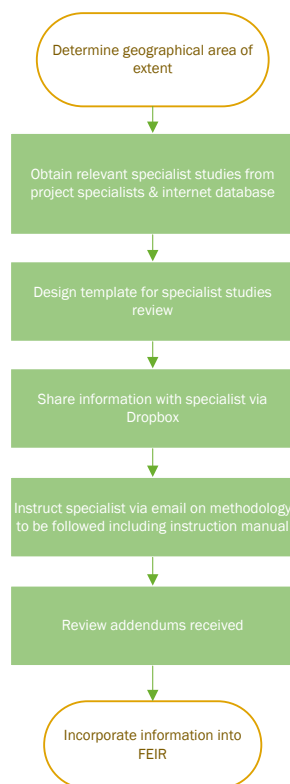 Determine geographical area of
extent
Obtain relevant specialist studies from
project specialists & internet database
Design template for specialist studies
review
Share information with specialist via
Dropbox
Instruct specialist via email on methodology
to be followed including instruction manual
Review addendums received
Incorporate information into
FEIR